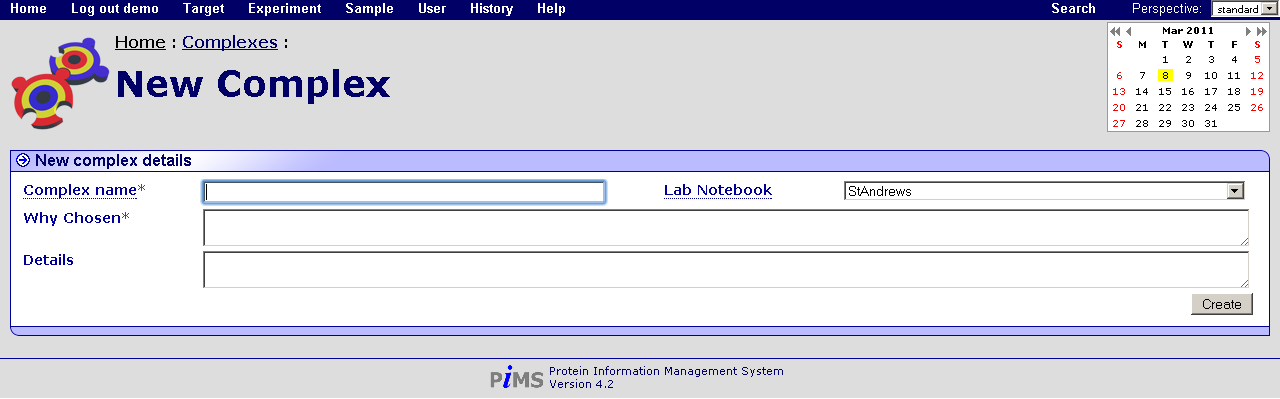 Home Log out demo Target Experiment Sample User History Help Search Perspective: standard
Home : Complexes :
New Complex
Mar 2011
S M T W T F S
1 2 3 4 5
6 7 8 9 10 11 12
13 14 15 16 17 18 19
20 21 22 23 24 25 26
27 28 29 30 31
New complex details
Complex name* Lab Notebook StAndrews
Why Chosen*
Details
Create
PiMS Protein Information Management System
Version 4.2